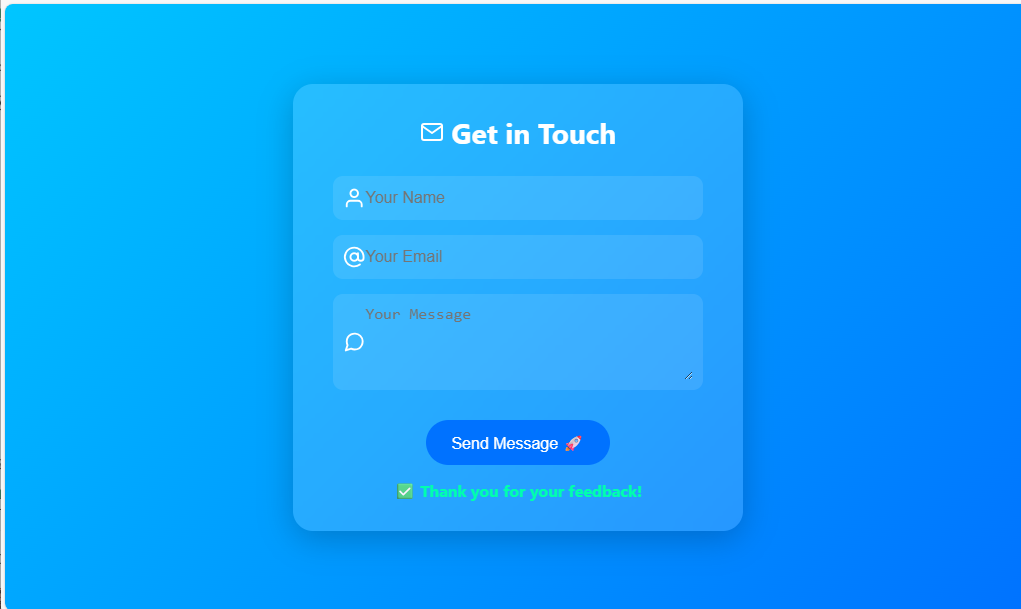 Get in Touch
Your Name
Your Email
Your Message
Send Message 🚀
✅ Thank you for your feedback!